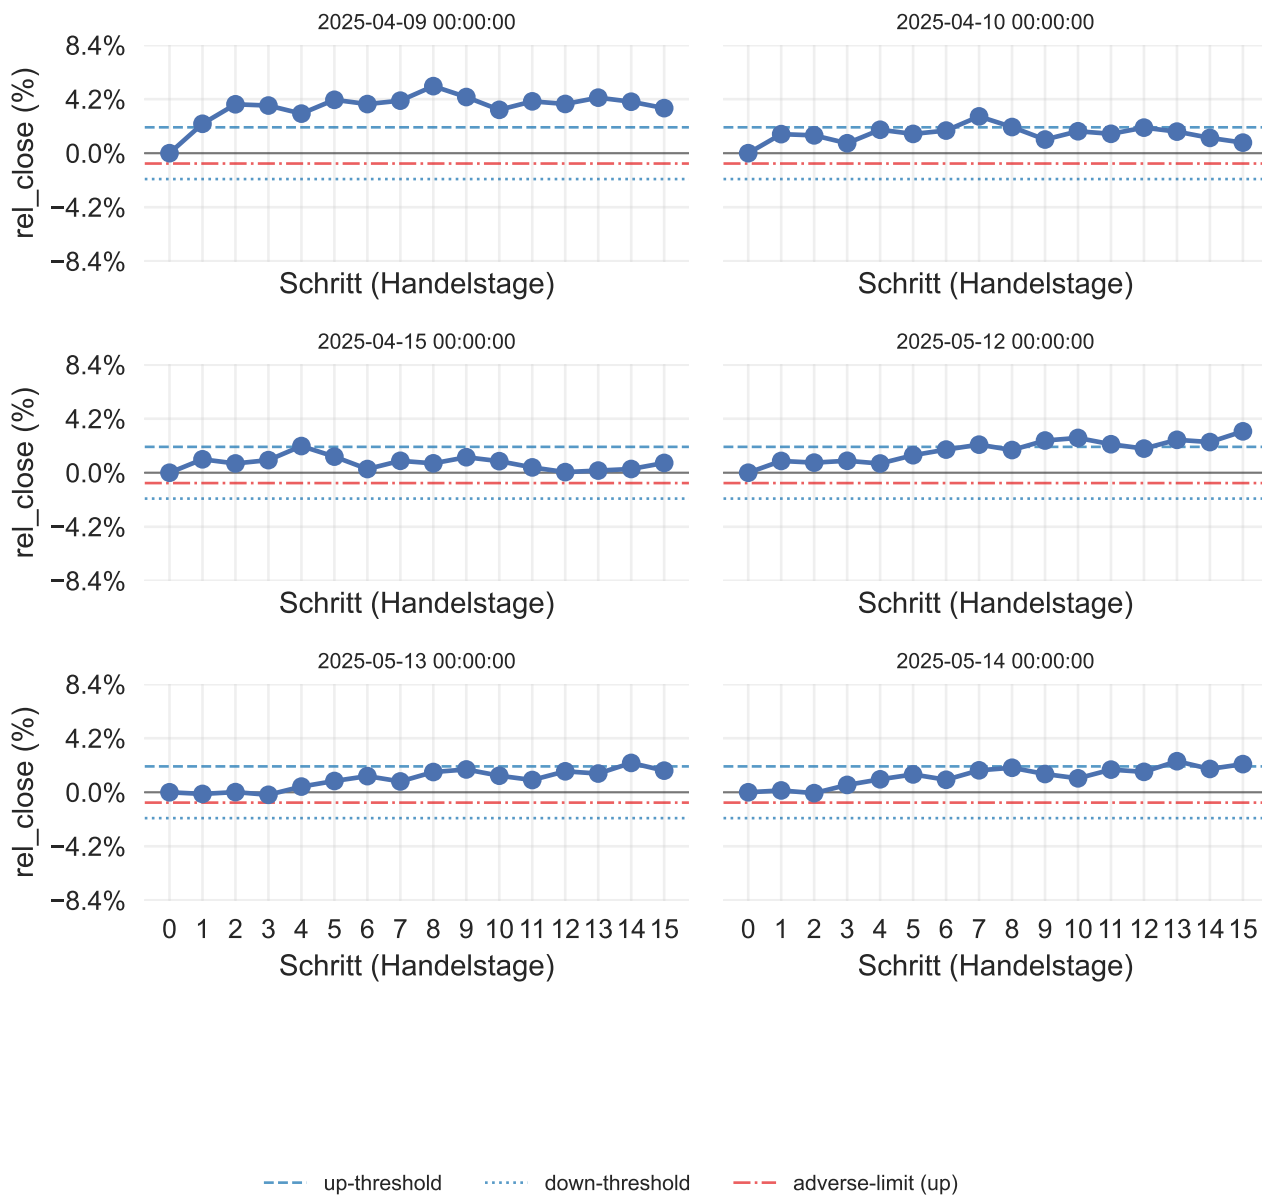 2025-04-09 00:00:00
2025-04-10 00:00:00
rel_close (%)
8.4%
4.2%
0.0%
−4.2%
−8.4%
Schritt (Handelstage)
Schritt (Handelstage)
2025-04-15 00:00:00
2025-05-12 00:00:00
rel_close (%)
8.4%
4.2%
0.0%
−4.2%
−8.4%
Schritt (Handelstage)
Schritt (Handelstage)
2025-05-13 00:00:00
2025-05-14 00:00:00
rel_close (%)
8.4%
4.2%
0.0%
−4.2%
−8.4%
0 1 2 3 4 5 6 7 8 9 10 11 12 13 14 15
0 1 2 3 4 5 6 7 8 9 10 11 12 13 14 15
Schritt (Handelstage)
Schritt (Handelstage)
up-threshold down-threshold adverse-limit (up)